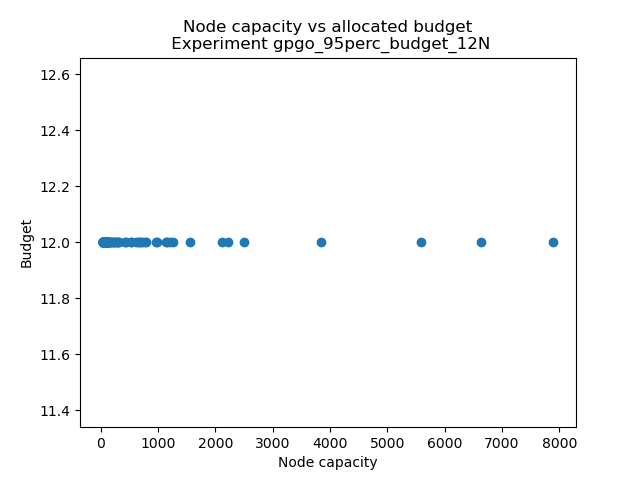 Node capacity vs allocated budget
Experiment gpgo_95perc_budget_12N
12.6
12.4
12.2
12.0
11.8
11.6
11.4
Budget
0 1000 2000 3000 4000 5000 6000 7000 8000
Node capacity